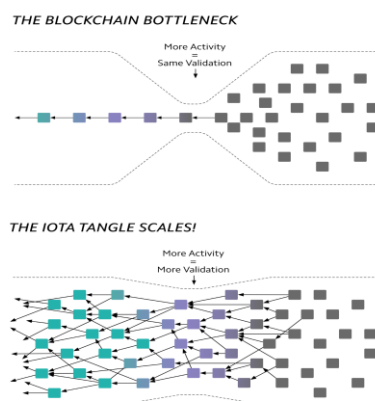 THE BLOCKCHAIN BOTTLENECK
More Activity
=
Same Validation
THE IOTA TANGLE SCALES!
More Activity
=
More Validation